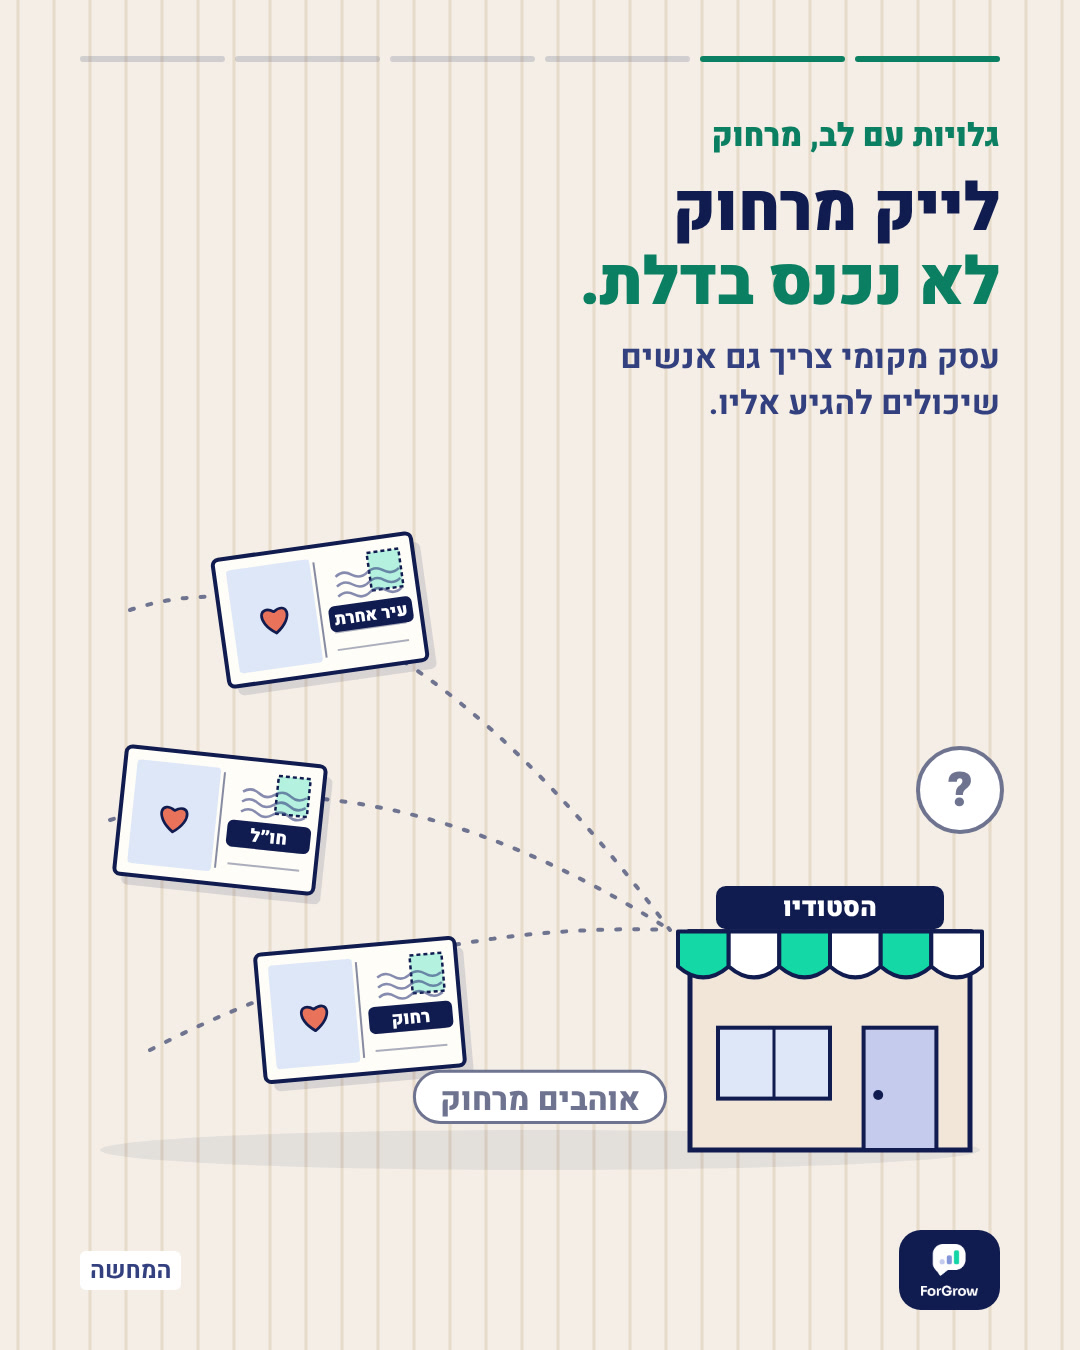 גלויות עם לב, מרחוק
לייק מרחוק
לא נכנס בדלת.
עסק מקומי צריך גם אנשים
שיכולים להגיע אליו.
עיר אחרת
חו״ל
?
הסטודיו
רחוק
אוהבים מרחוק
המחשה
ForGrow